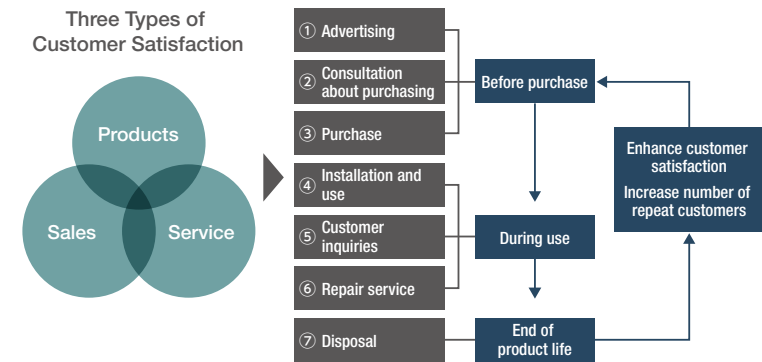 Three Types of
Customer Satisfaction
Products
Sales
Service
① Advertising
② Consultation
about purchasing
③ Purchase
④ Installation and
use
⑤ Customer
inquiries
⑥ Repair service
⑦ Disposal
Before purchase
During use
End of
product life
Enhance customer
satisfaction
Increase number of
repeat customers